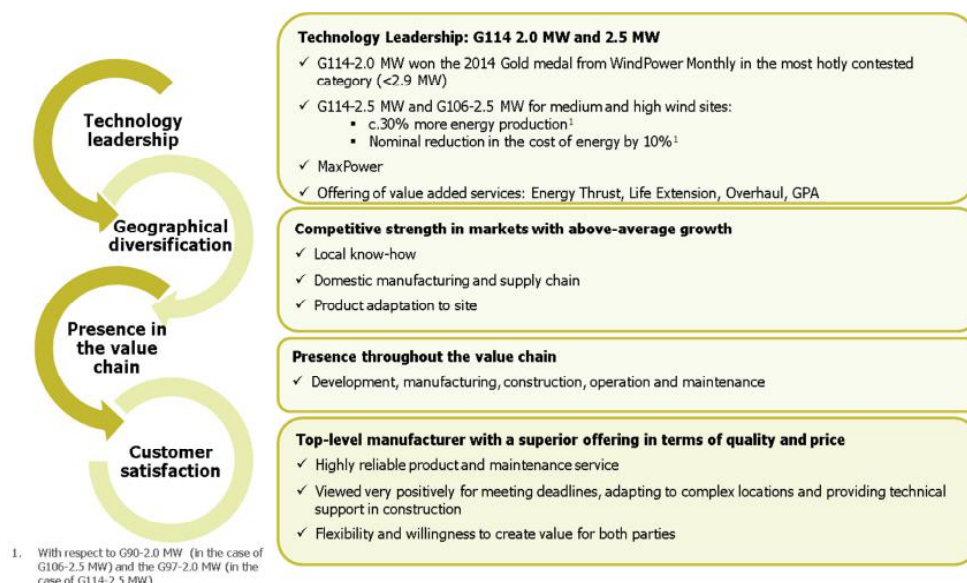 Technology
leadership
Geographical
diversification
Presence in
the value
chain
Customer
satisfaction
1. With respect to G90-2.0 MW (in the case of
G106-2.5 MW) and the G97-2.0 MW (in the
case of G114-2.5 MW)
Technology Leadership: G114 2.0 MW and 2.5 MW
✓ G114-2.0 MW won the 2014 Gold medal from WindPower Monthly in the most hotly contested
category (<2.9 MW)
✓ G114-2.5 MW and G106-2.5 MW for medium and high wind sites:
▪ c.30% more energy production¹
▪ Nominal reduction in the cost of energy by 10%¹
✓ MaxPower
✓ Offering of value added services: Energy Thrust, Life Extension, Overhaul, GPA
Competitive strength in markets with above-average growth
✓ Local know-how
✓ Domestic manufacturing and supply chain
✓ Product adaptation to site
Presence throughout the value chain
✓ Development, manufacturing, construction, operation and maintenance
Top-level manufacturer with a superior offering in terms of quality and price
✓ Highly reliable product and maintenance service
✓ Viewed very positively for meeting deadlines, adapting to complex locations and providing technical
support in construction
✓ Flexibility and willingness to create value for both parties